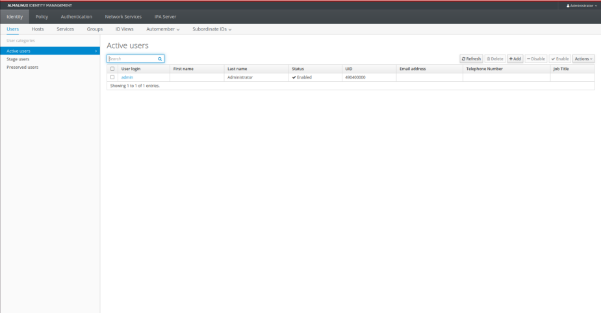 ALMALINUX IDENTITY MANAGEMENT
Administrator
Identity Policy Authentication Network Services IPA Server
Users Hosts Services Groups ID Views Automember Subordinate IDs
User categories
Active users
Stage users
Preserved users
Active users
Search
Refresh Delete Add Disable Enable Actions
User login First name Last name Status UID Email address Telephone Number Job Title
admin Administrator Enabled
Showing 1 to 1 of 1 entries.